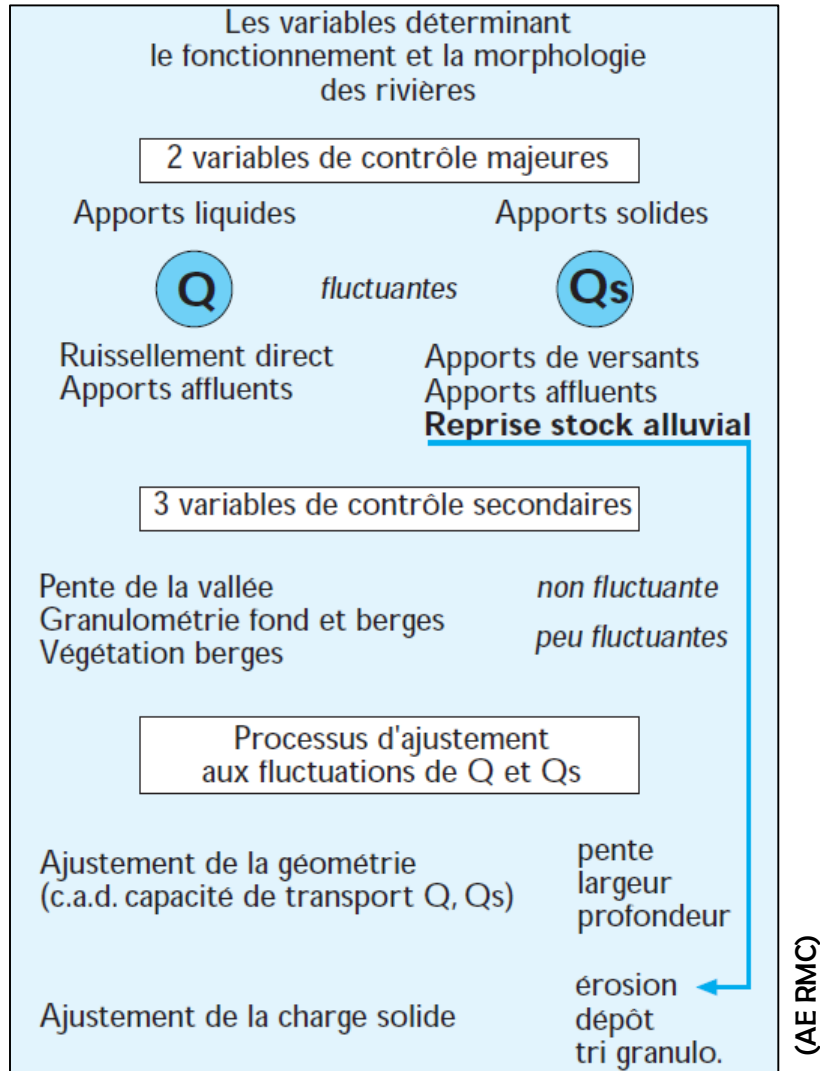 Les variables déterminant
le fonctionnement et la morphologie
des rivières
2 variables de contrôle majeures
Apports liquides
Apports solides
Q
fluctuantes
Qs
Ruissellement direct
Apports affluents
Apports de versants
Apports affluents
Reprise stock alluvial
3 variables de contrôle secondaires
Pente de la vallée
non fluctuante
Granulométrie fond et berges
Végétation berges
peu fluctuantes
Processus d'ajustement
aux fluctuations de Q et Qs
Ajustement de la géométrie
(c.a.d. capacité de transport Q, Qs)
pente
largeur
profondeur
Ajustement de la charge solide
érosion
dépôt
tri granulo.
(AE RMC)